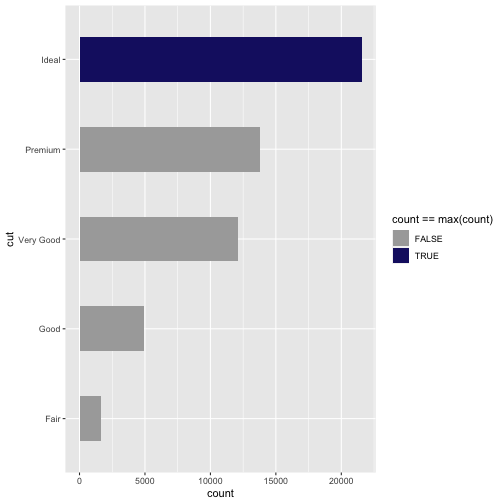 Ideal
Premium
Very Good
Good
Fair
cut
0 5000 10000 15000 20000
count
count == max(count)
FALSE
TRUE